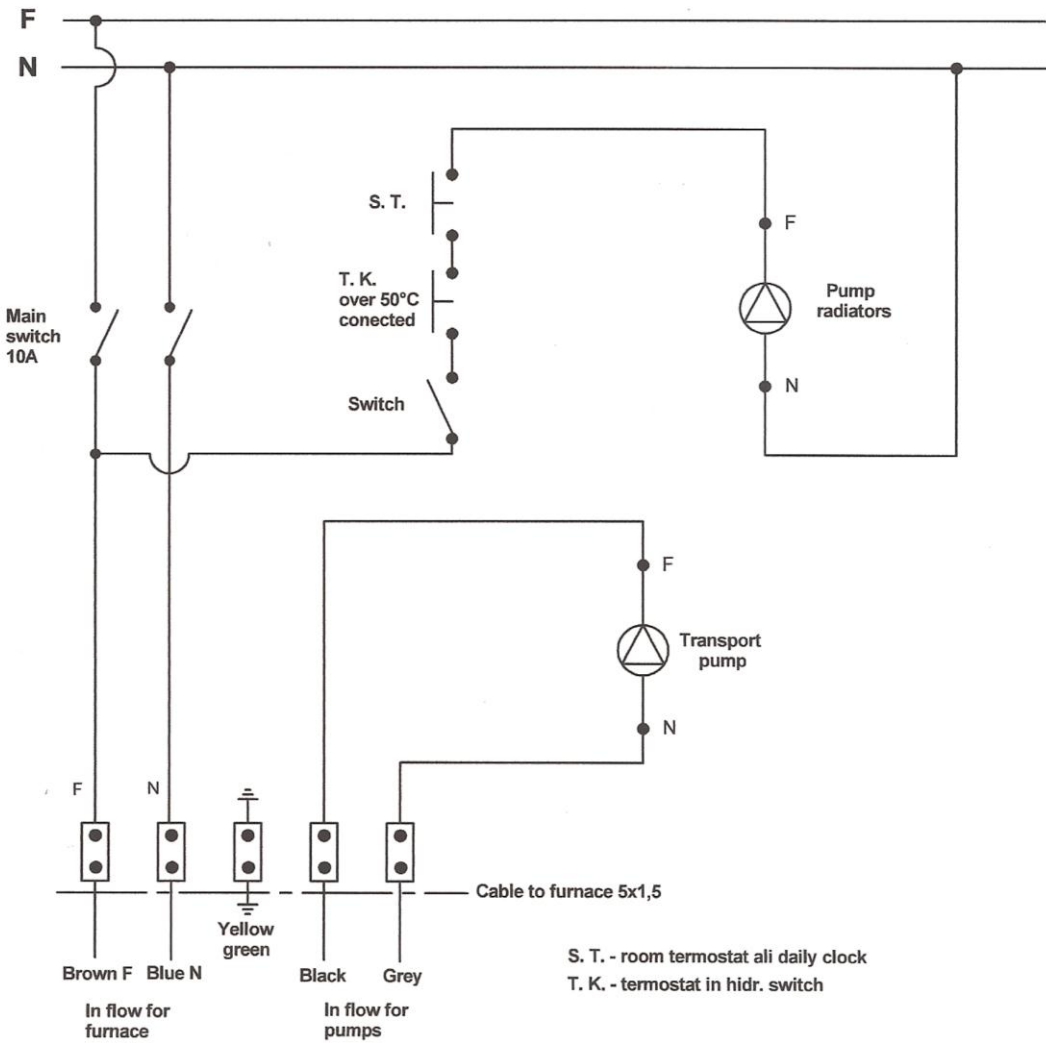 F
N
S. T.
F
T. K.
over 50°C
conected
Pump
radiators
Main
switch
10A
N
Switch
F
Transport
pump
N
F
N
Cable to furnace 5x1,5
Yellow
green
Brown F
Blue N
Black
Grey
S. T. - room termostat ali daily clock
T. K. - termostat in hidr. switch
In flow for
furnace
In flow for
pumps